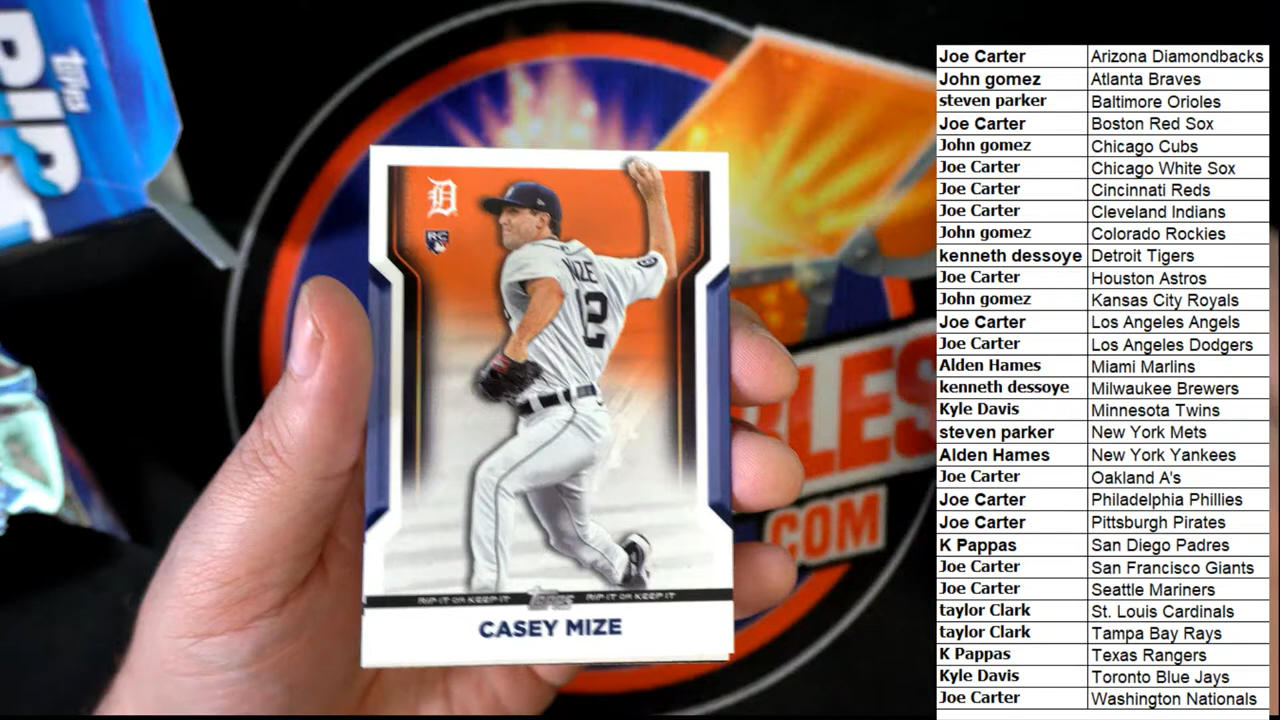 topps
RIP
D
RC
MIZE
12
RIP IT OR KEEP IT topps RIP IT OR KEEP IT
CASEY MIZE
BLES
.COM
Joe Carter Arizona Diamondbacks
John gomez Atlanta Braves
steven parker Baltimore Orioles
Joe Carter Boston Red Sox
John gomez Chicago Cubs
Joe Carter Chicago White Sox
Joe Carter Cincinnati Reds
Joe Carter Cleveland Indians
John gomez Colorado Rockies
kenneth dessoye Detroit Tigers
Joe Carter Houston Astros
John gomez Kansas City Royals
Joe Carter Los Angeles Angels
Joe Carter Los Angeles Dodgers
Alden Hames Miami Marlins
kenneth dessoye Milwaukee Brewers
Kyle Davis Minnesota Twins
steven parker New York Mets
Alden Hames New York Yankees
Joe Carter Oakland A's
Joe Carter Philadelphia Phillies
Joe Carter Pittsburgh Pirates
K Pappas San Diego Padres
Joe Carter San Francisco Giants
Joe Carter Seattle Mariners
taylor Clark St. Louis Cardinals
taylor Clark Tampa Bay Rays
K Pappas Texas Rangers
Kyle Davis Toronto Blue Jays
Joe Carter Washington Nationals